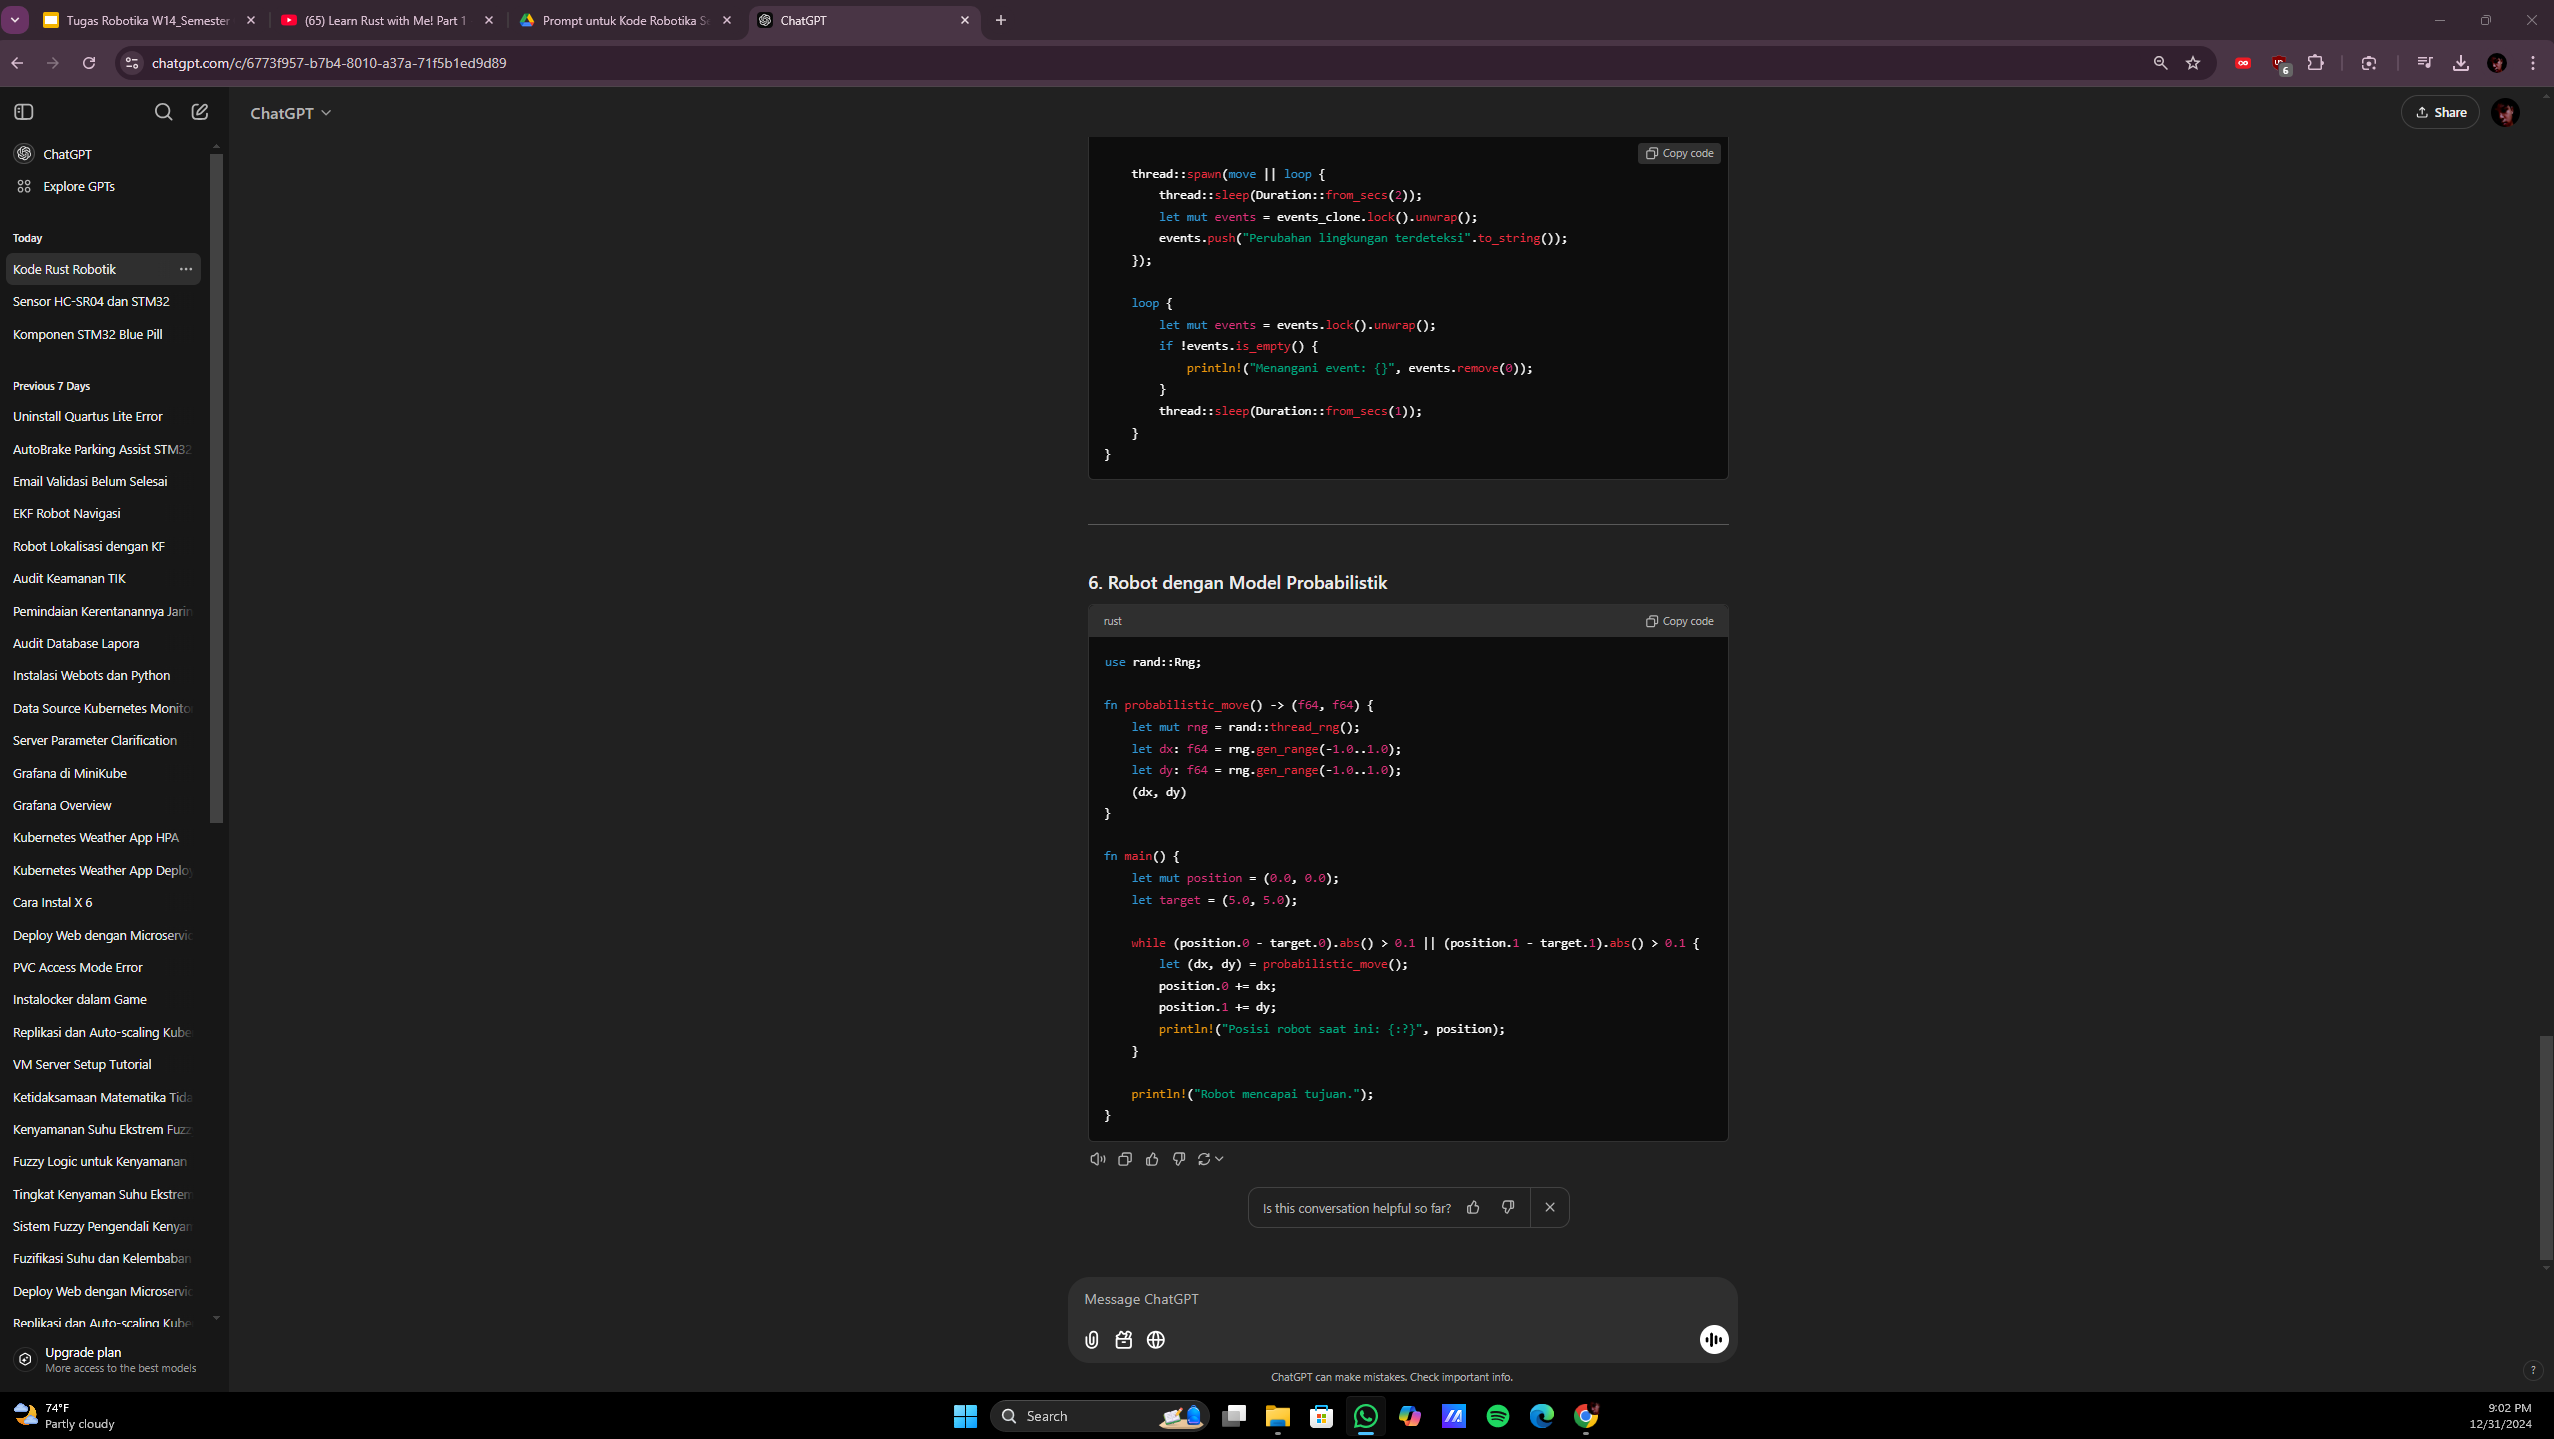 Tugas Robotika W14_Semester
(65) Learn Rust with Me! Part 1
Prompt untuk Kode Robotika S
ChatGPT
chatgpt.com/c/6773f957-b7b4-8010-a37a-71f5b1ed9d89
6
ChatGPT
Share
ChatGPT
Explore GPTs
Today
Kode Rust Robotik
Sensor HC-SR04 dan STM32
Komponen STM32 Blue Pill
Previous 7 Days
Uninstall Quartus Lite Error
AutoBrake Parking Assist STM32
Email Validasi Belum Selesai
EKF Robot Navigasi
Robot Lokalisasi dengan KF
Audit Keamanan TIK
Pemindaian Kerentanannya Jarin
Audit Database Lapora
Instalasi Webots dan Python
Data Source Kubernetes Monito
Server Parameter Clarification
Grafana di MiniKube
Grafana Overview
Kubernetes Weather App HPA
Kubernetes Weather App Deplo
Cara Instal X 6
Deploy Web dengan Microservic
PVC Access Mode Error
Instalocker dalam Game
Replikasi dan Auto-scaling Kube
VM Server Setup Tutorial
Ketidaksamaan Matematika Tida
Kenyamanan Suhu Ekstrem Fuzz
Fuzzy Logic untuk Kenyamanan
Tingkat Kenyaman Suhu Ekstrem
Sistem Fuzzy Pengendali Kenyam
Fuzifikasi Suhu dan Kelembaban
Deploy Web dengan Microservic
Replikasi dan Auto-scaling Kube
Upgrade plan
More access to the best models
Copy code
thread::spawn(move || loop {
thread::sleep(Duration::from_secs(2));
let mut events = events_clone.lock().unwrap();
events.push("Perubahan lingkungan terdeteksi".to_string());
});
loop {
let mut events = events.lock().unwrap();
if !events.is_empty() {
println!("Menangani event: {}", events.remove(0));
}
thread::sleep(Duration::from_secs(1));
}
}
6. Robot dengan Model Probabilistik
rust
Copy code
use rand::Rng;
fn probabilistic_move() -> (f64, f64) {
let mut rng = rand::thread_rng();
let dx: f64 = rng.gen_range(-1.0..1.0);
let dy: f64 = rng.gen_range(-1.0..1.0);
(dx, dy)
}
fn main() {
let mut position = (0.0, 0.0);
let target = (5.0, 5.0);
while (position.0 - target.0).abs() > 0.1 || (position.1 - target.1).abs() > 0.1 {
let (dx, dy) = probabilistic_move();
position.0 += dx;
position.1 += dy;
println!("Posisi robot saat ini: {:?}", position);
}
println!("Robot mencapai tujuan.");
}
Is this conversation helpful so far?
Message ChatGPT
ChatGPT can make mistakes. Check important info.
?
74°F
Partly cloudy
Search
9:02 PM
12/31/2024